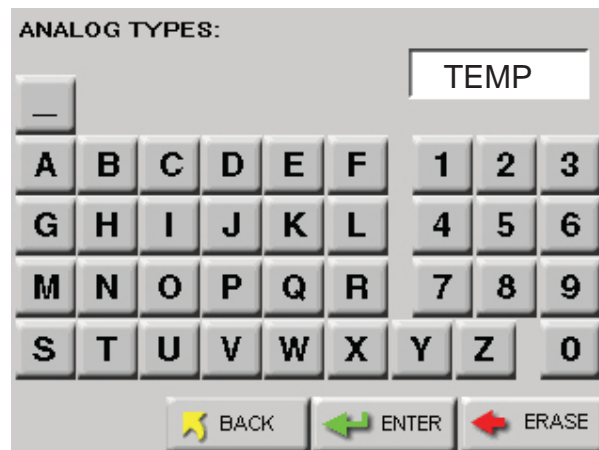 ANALOG TYPES:
TEMP
_
A B C D E F 1 2 3
G H I J K L 4 5 6
M N O P Q R 7 8 9
S T U V W X Y Z 0
BACK ENTER ERASE